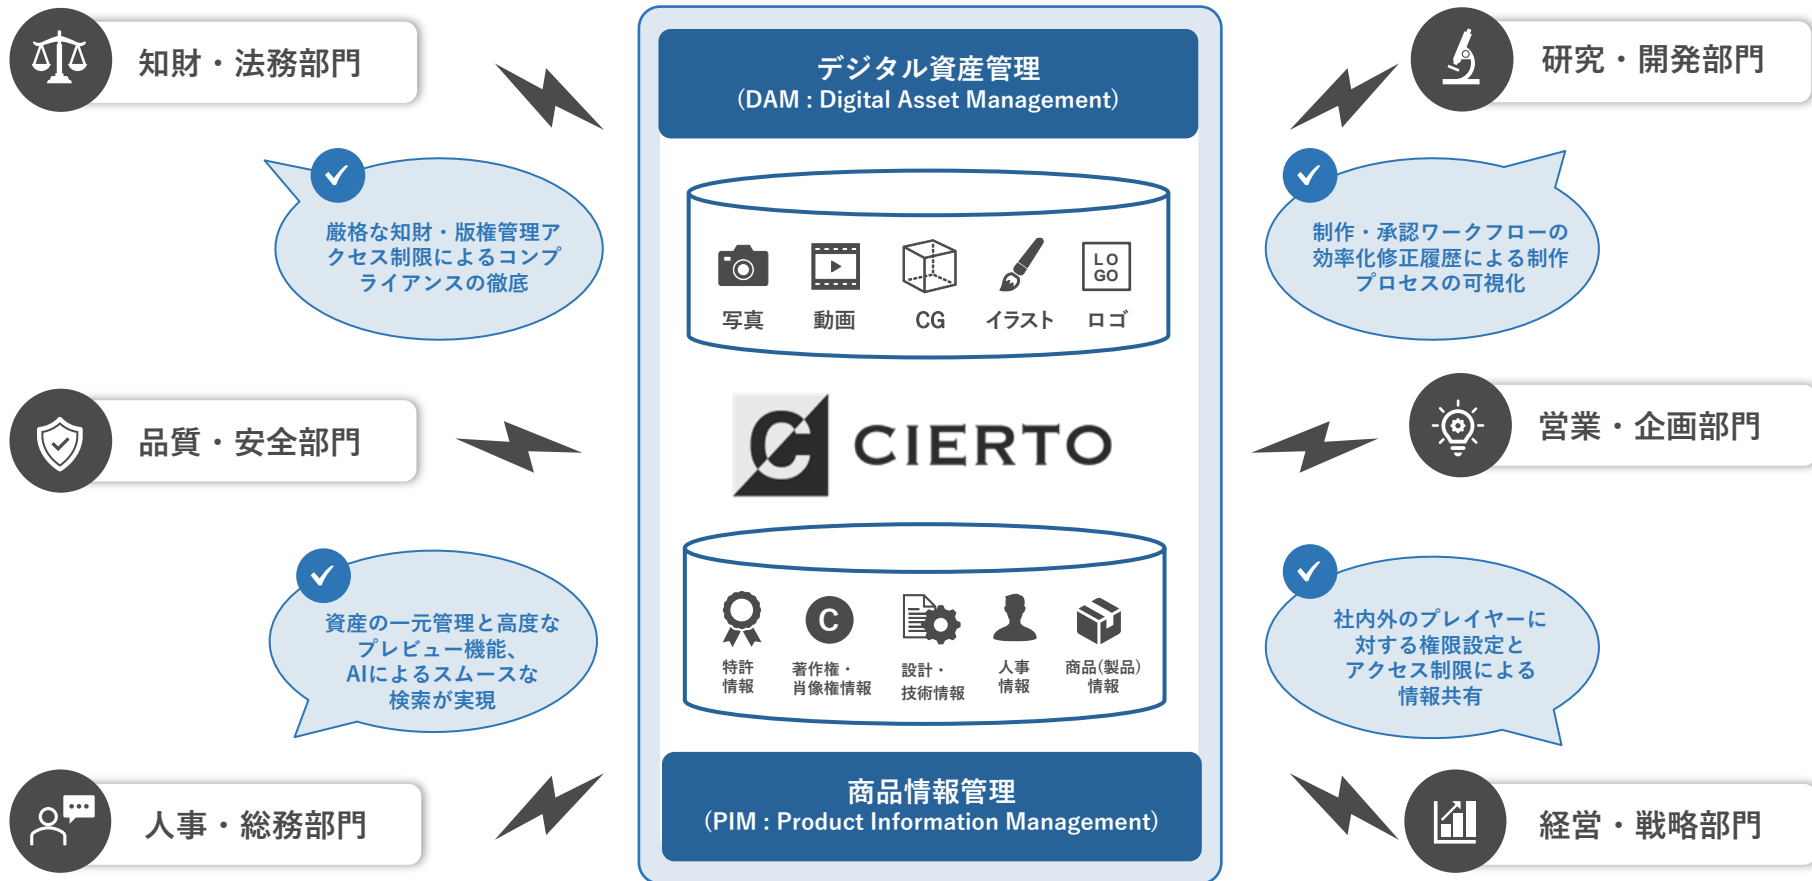 知財・法務部門
厳格な知財・版権管理ア
クセス制限によるコンプ
ライアンスの徹底
品質・安全部門
資産の一元管理と高度な
プレビュー機能、
AIによるスムースな
検索が実現
人事・総務部門
デジタル資産管理
(DAM : Digital Asset Management)
写真
動画
CG
イラスト
LO
GO
ロゴ
C CIERTO
特許
情報
C
著作権・
肖像権情報
設計・
技術情報
人事
情報
商品(製品)
情報
商品情報管理
(PIM : Product Information Management)
研究・開発部門
制作・承認ワークフローの
効率化修正履歴による制作
プロセスの可視化
営業・企画部門
社内外のプレイヤーに
対する権限設定と
アクセス制限による
情報共有
経営・戦略部門